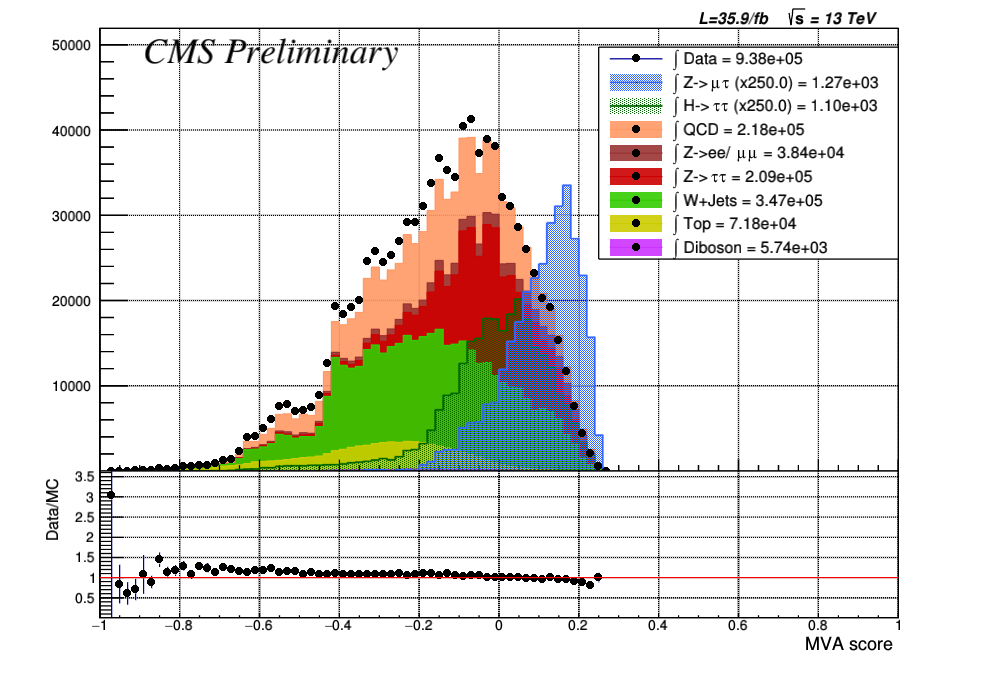 L=35.9/fb √s = 13 TeV
CMS Preliminary
50000
40000
30000
20000
10000
∫ Data = 9.38e+05
∫ Z->μτ (x250.0) = 1.27e+03
∫ H->ττ (x250.0) = 1.10e+03
∫ QCD = 2.18e+05
∫ Z->ee/ μμ = 3.84e+04
∫ Z->ττ = 2.09e+05
∫ W+Jets = 3.47e+05
∫ Top = 7.18e+04
∫ Diboson = 5.74e+03
Data/MC
3.5
3
2.5
2
1.5
1
0.5
−1 −0.8 −0.6 −0.4 −0.2 0 0.2 0.4 0.6 0.8 1
MVA score